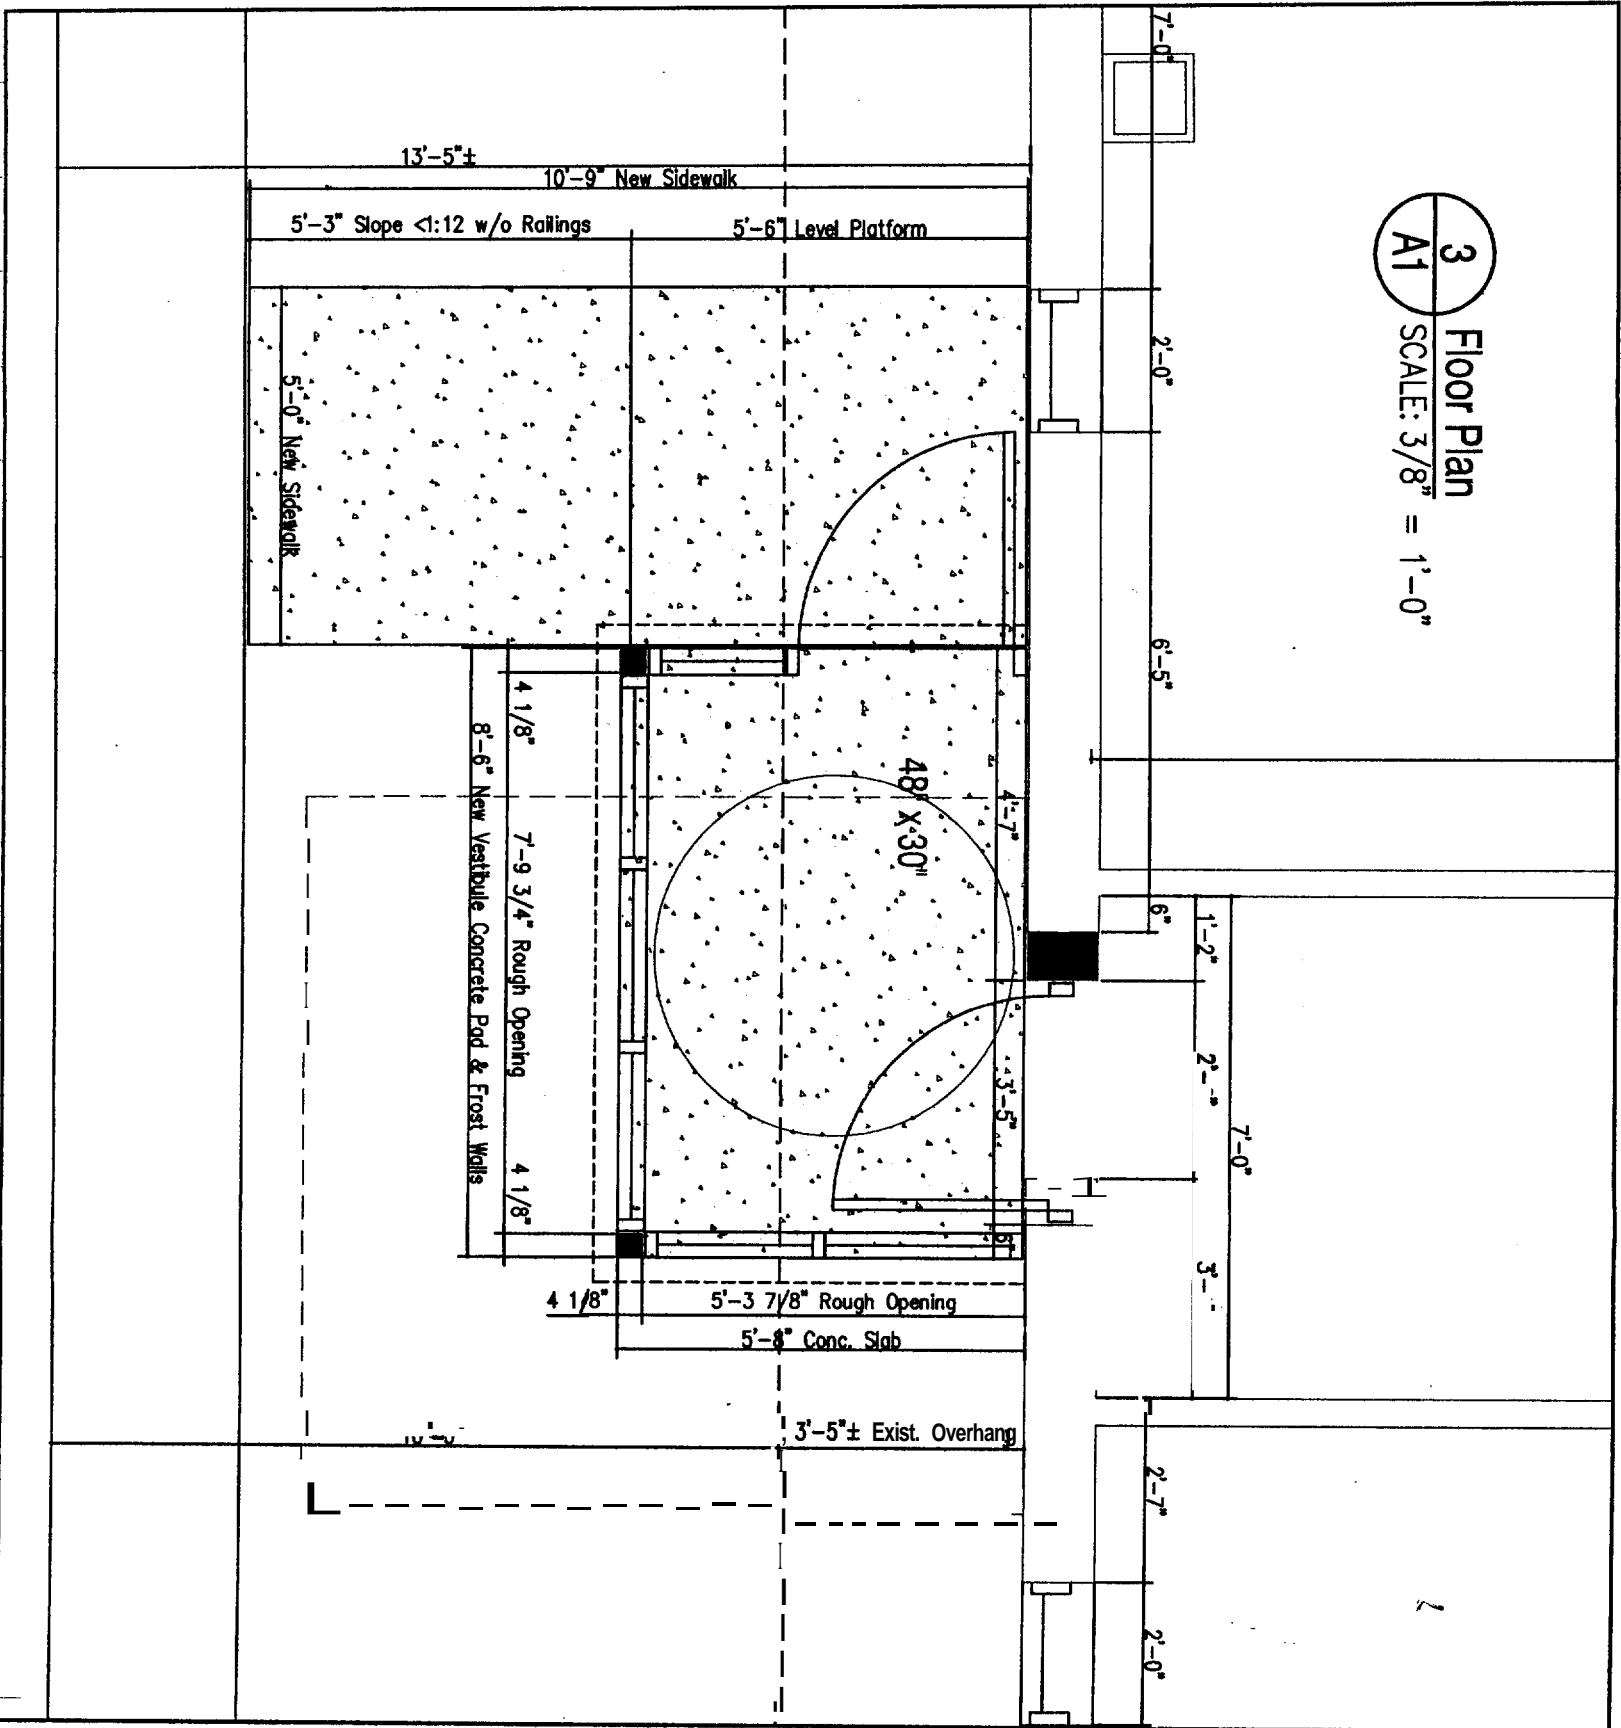 3
A1
Floor Plan
SCALE: 3/8" = 1'-0"
7'-0"
2'-0"
6'-5"
6"
1'-2"
7'-0"
2'-7"
2'-0"
13'-5"±
10'-9" New Sidewalk
5'-3" Slope <1:12 w/o Railings
5'-6" Level Platform
5'-0" New Sidewalk
48" X 30"
4'-7"
3'-5"
6"
4 1/8"
7'-9 3/4" Rough Opening
4 1/8"
8'-6" New Vestibule Concrete Pad & Frost Walls
4 1/8"
5'-3 7/8" Rough Opening
5'-8" Conc. Slab
3'-5"± Exist. Overhang